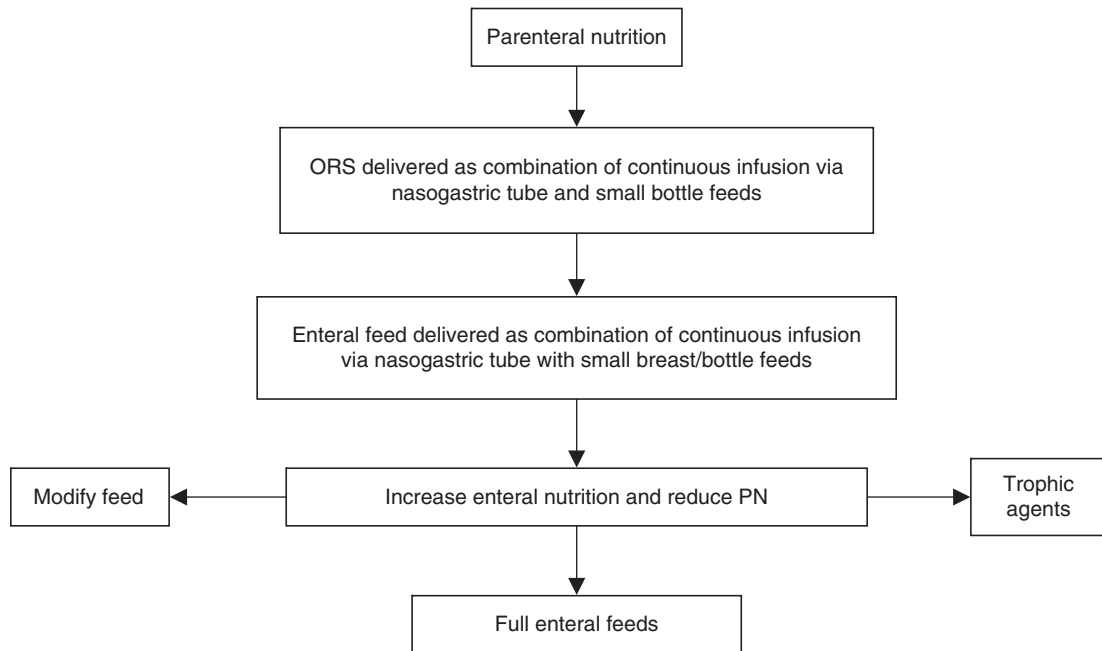 Parenteral nutrition
ORS delivered as combination of continuous infusion via
nasogastric tube and small bottle feeds
Enteral feed delivered as combination of continuous infusion
via nasogastric tube with small breast/bottle feeds
Modify feed
Increase enteral nutrition and reduce PN
Trophic
agents
Full enteral feeds